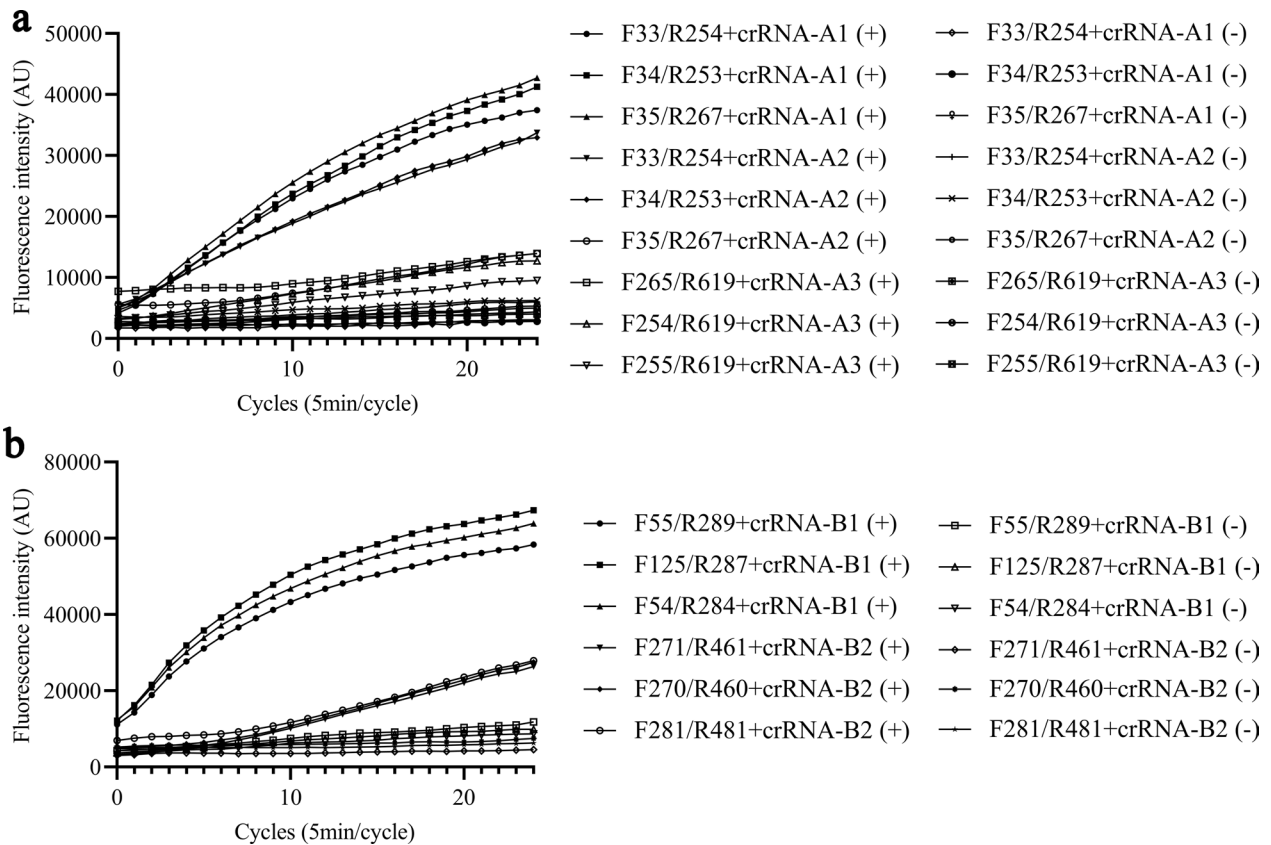 a
Fluorescence intensity (AU)
50000
40000
30000
20000
10000
0
0 10 20
Cycles (5min/cycle)
F33/R254+crRNA-A1 (+)
F34/R253+crRNA-A1 (+)
F35/R267+crRNA-A1 (+)
F33/R254+crRNA-A2 (+)
F34/R253+crRNA-A2 (+)
F35/R267+crRNA-A2 (+)
F265/R619+crRNA-A3 (+)
F254/R619+crRNA-A3 (+)
F255/R619+crRNA-A3 (+)
F33/R254+crRNA-A1 (-)
F34/R253+crRNA-A1 (-)
F35/R267+crRNA-A1 (-)
F33/R254+crRNA-A2 (-)
F34/R253+crRNA-A2 (-)
F35/R267+crRNA-A2 (-)
F265/R619+crRNA-A3 (-)
F254/R619+crRNA-A3 (-)
F255/R619+crRNA-A3 (-)
b
Fluorescence intensity (AU)
80000
60000
40000
20000
0
0 10 20
Cycles (5min/cycle)
F55/R289+crRNA-B1 (+)
F125/R287+crRNA-B1 (+)
F54/R284+crRNA-B1 (+)
F271/R461+crRNA-B2 (+)
F270/R460+crRNA-B2 (+)
F281/R481+crRNA-B2 (+)
F55/R289+crRNA-B1 (-)
F125/R287+crRNA-B1 (-)
F54/R284+crRNA-B1 (-)
F271/R461+crRNA-B2 (-)
F270/R460+crRNA-B2 (-)
F281/R481+crRNA-B2 (-)